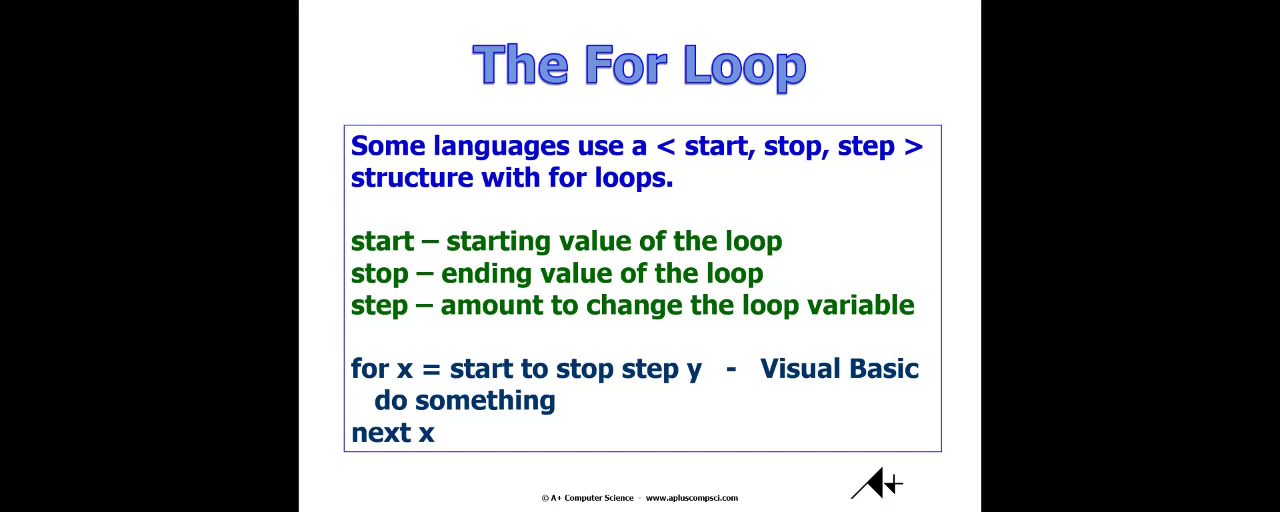 The For Loop
Some languages use a < start, stop, step >
structure with for loops.
start – starting value of the loop
stop – ending value of the loop
step – amount to change the loop variable
for x = start to stop step y - Visual Basic
do something
next x
A+
© A+ Computer Science - www.apluscompsci.com